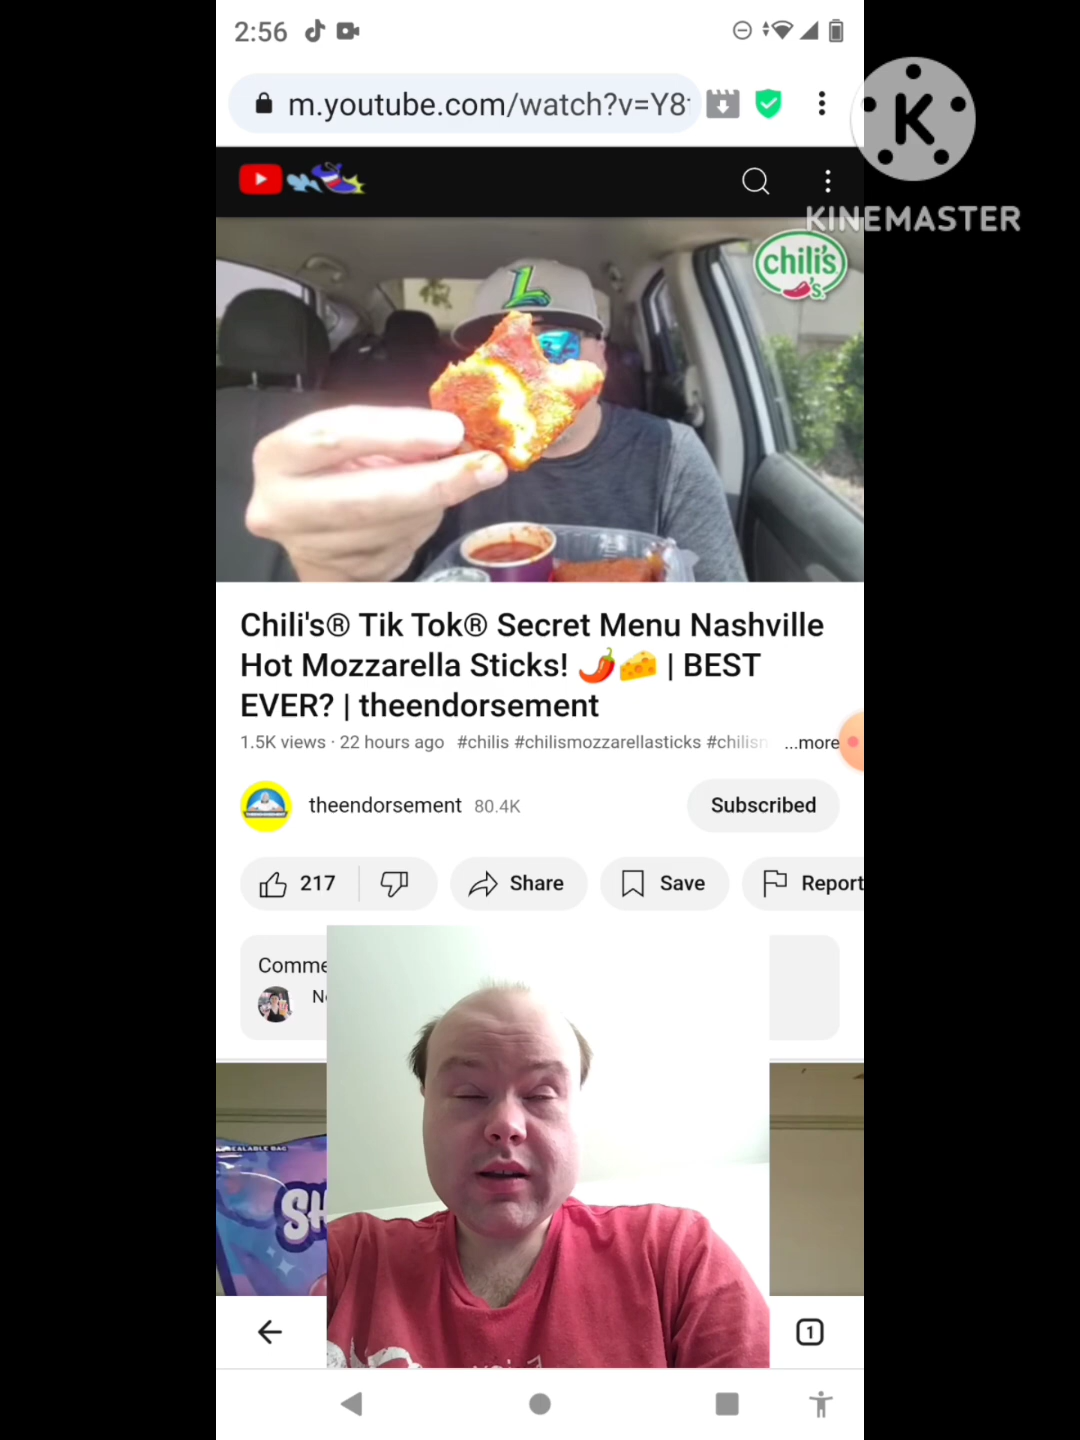 2:56
m.youtube.com/watch?v=Y8
K
KINEMASTER
chili's
L
Chili's® Tik Tok® Secret Menu Nashville
Hot Mozzarella Sticks! 🌶️🧀 | BEST
EVER? | theendorsement
1.5K views · 22 hours ago #chilis #chilismozzarellasticks #chilisn ...more
theendorsement 80.4K
Subscribed
217
Share
Save
Report
Comme
SH
1